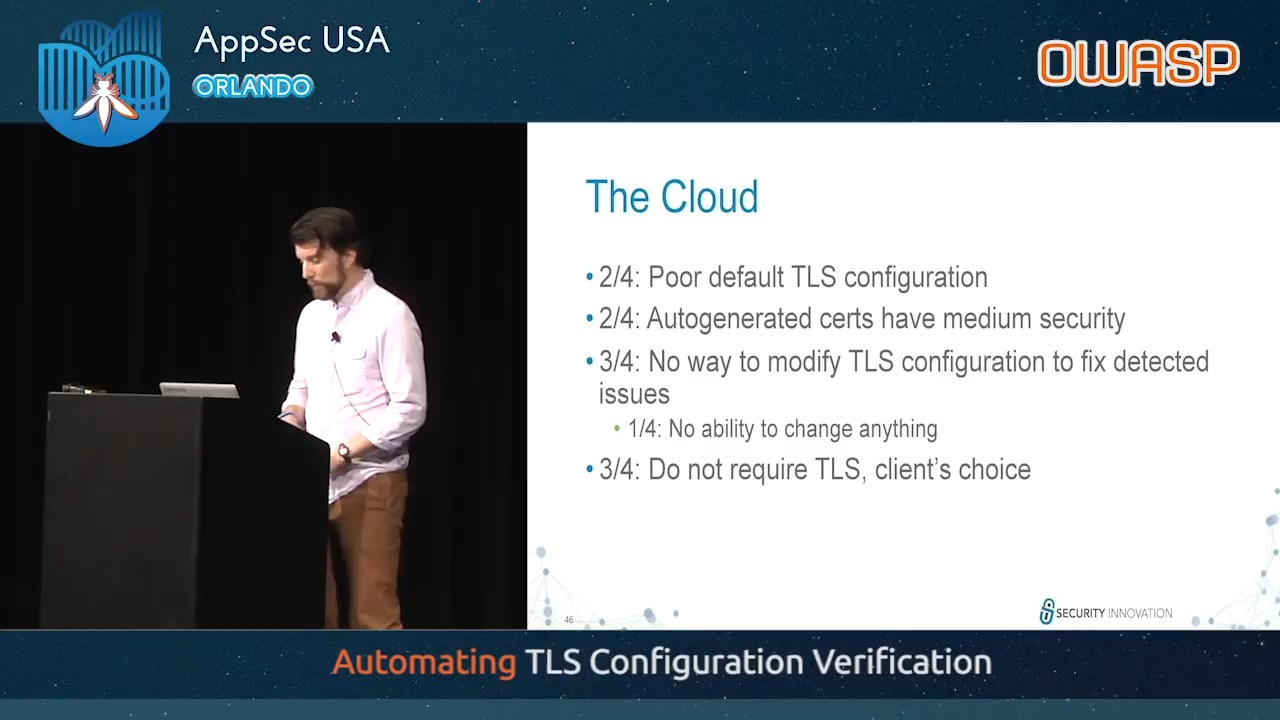 AppSec USA
ORLANDO
OWASP
The Cloud
•2/4: Poor default TLS configuration
•2/4: Autogenerated certs have medium security
•3/4: No way to modify TLS configuration to fix detected
issues
•1/4: No ability to change anything
•3/4: Do not require TLS, client's choice
46
SECURITY INNOVATION
Automating TLS Configuration Verification